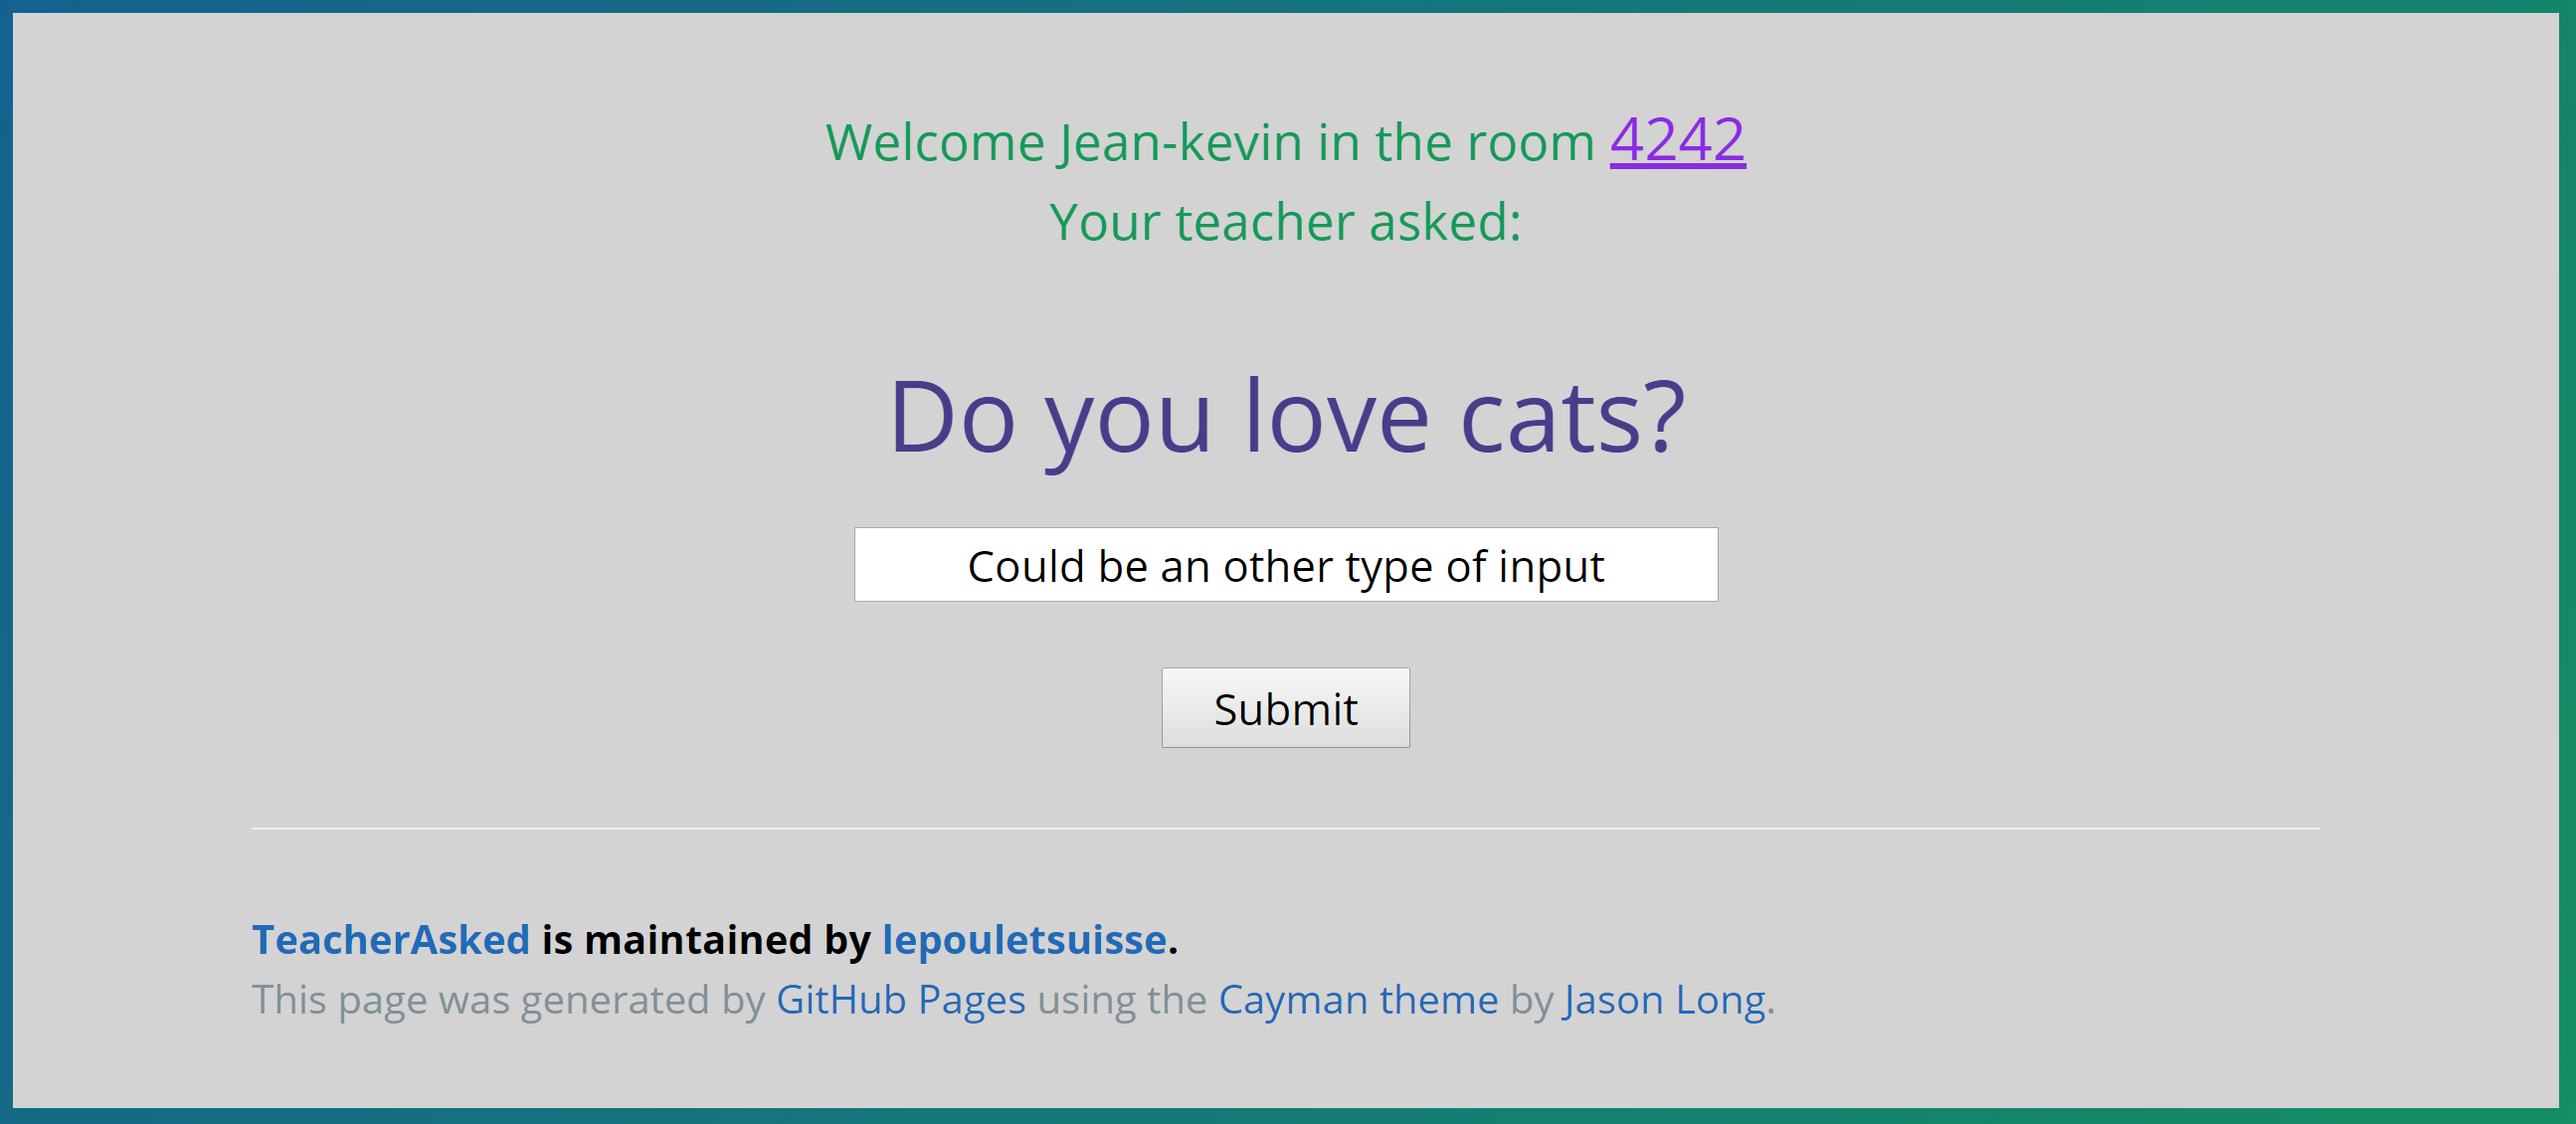 Welcome Jean-kevin in the room 4242
Your teacher asked:
Do you love cats?
Could be an other type of input
Submit
TeacherAsked is maintained by lepouletsuisse.
This page was generated by GitHub Pages using the Cayman theme by Jason Long.